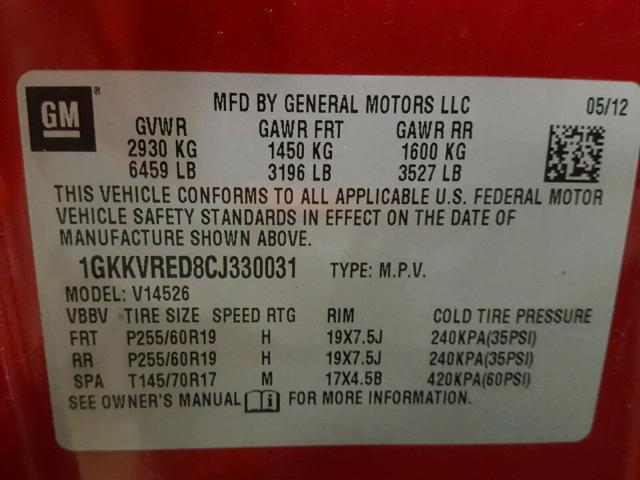 GM ®
MFD BY GENERAL MOTORS LLC 05/12
GVWR GAWR FRT GAWR RR
2930 KG 1450 KG 1600 KG
6459 LB 3196 LB 3527 LB
THIS VEHICLE CONFORMS TO ALL APPLICABLE U.S. FEDERAL MOTOR
VEHICLE SAFETY STANDARDS IN EFFECT ON THE DATE OF
MANUFACTURE SHOWN ABOVE.
1GKKVRED8CJ330031 TYPE: M.P.V.
MODEL: V14526
VBBV TIRE SIZE SPEED RTG RIM COLD TIRE PRESSURE
FRT P255/60R19 H 19X7.5J 240KPA(35PSI)
RR P255/60R19 H 19X7.5J 240KPA(35PSI)
SPA T145/70R17 M 17X4.5B 420KPA(60PSI)
SEE OWNER'S MANUAL i FOR MORE INFORMATION.